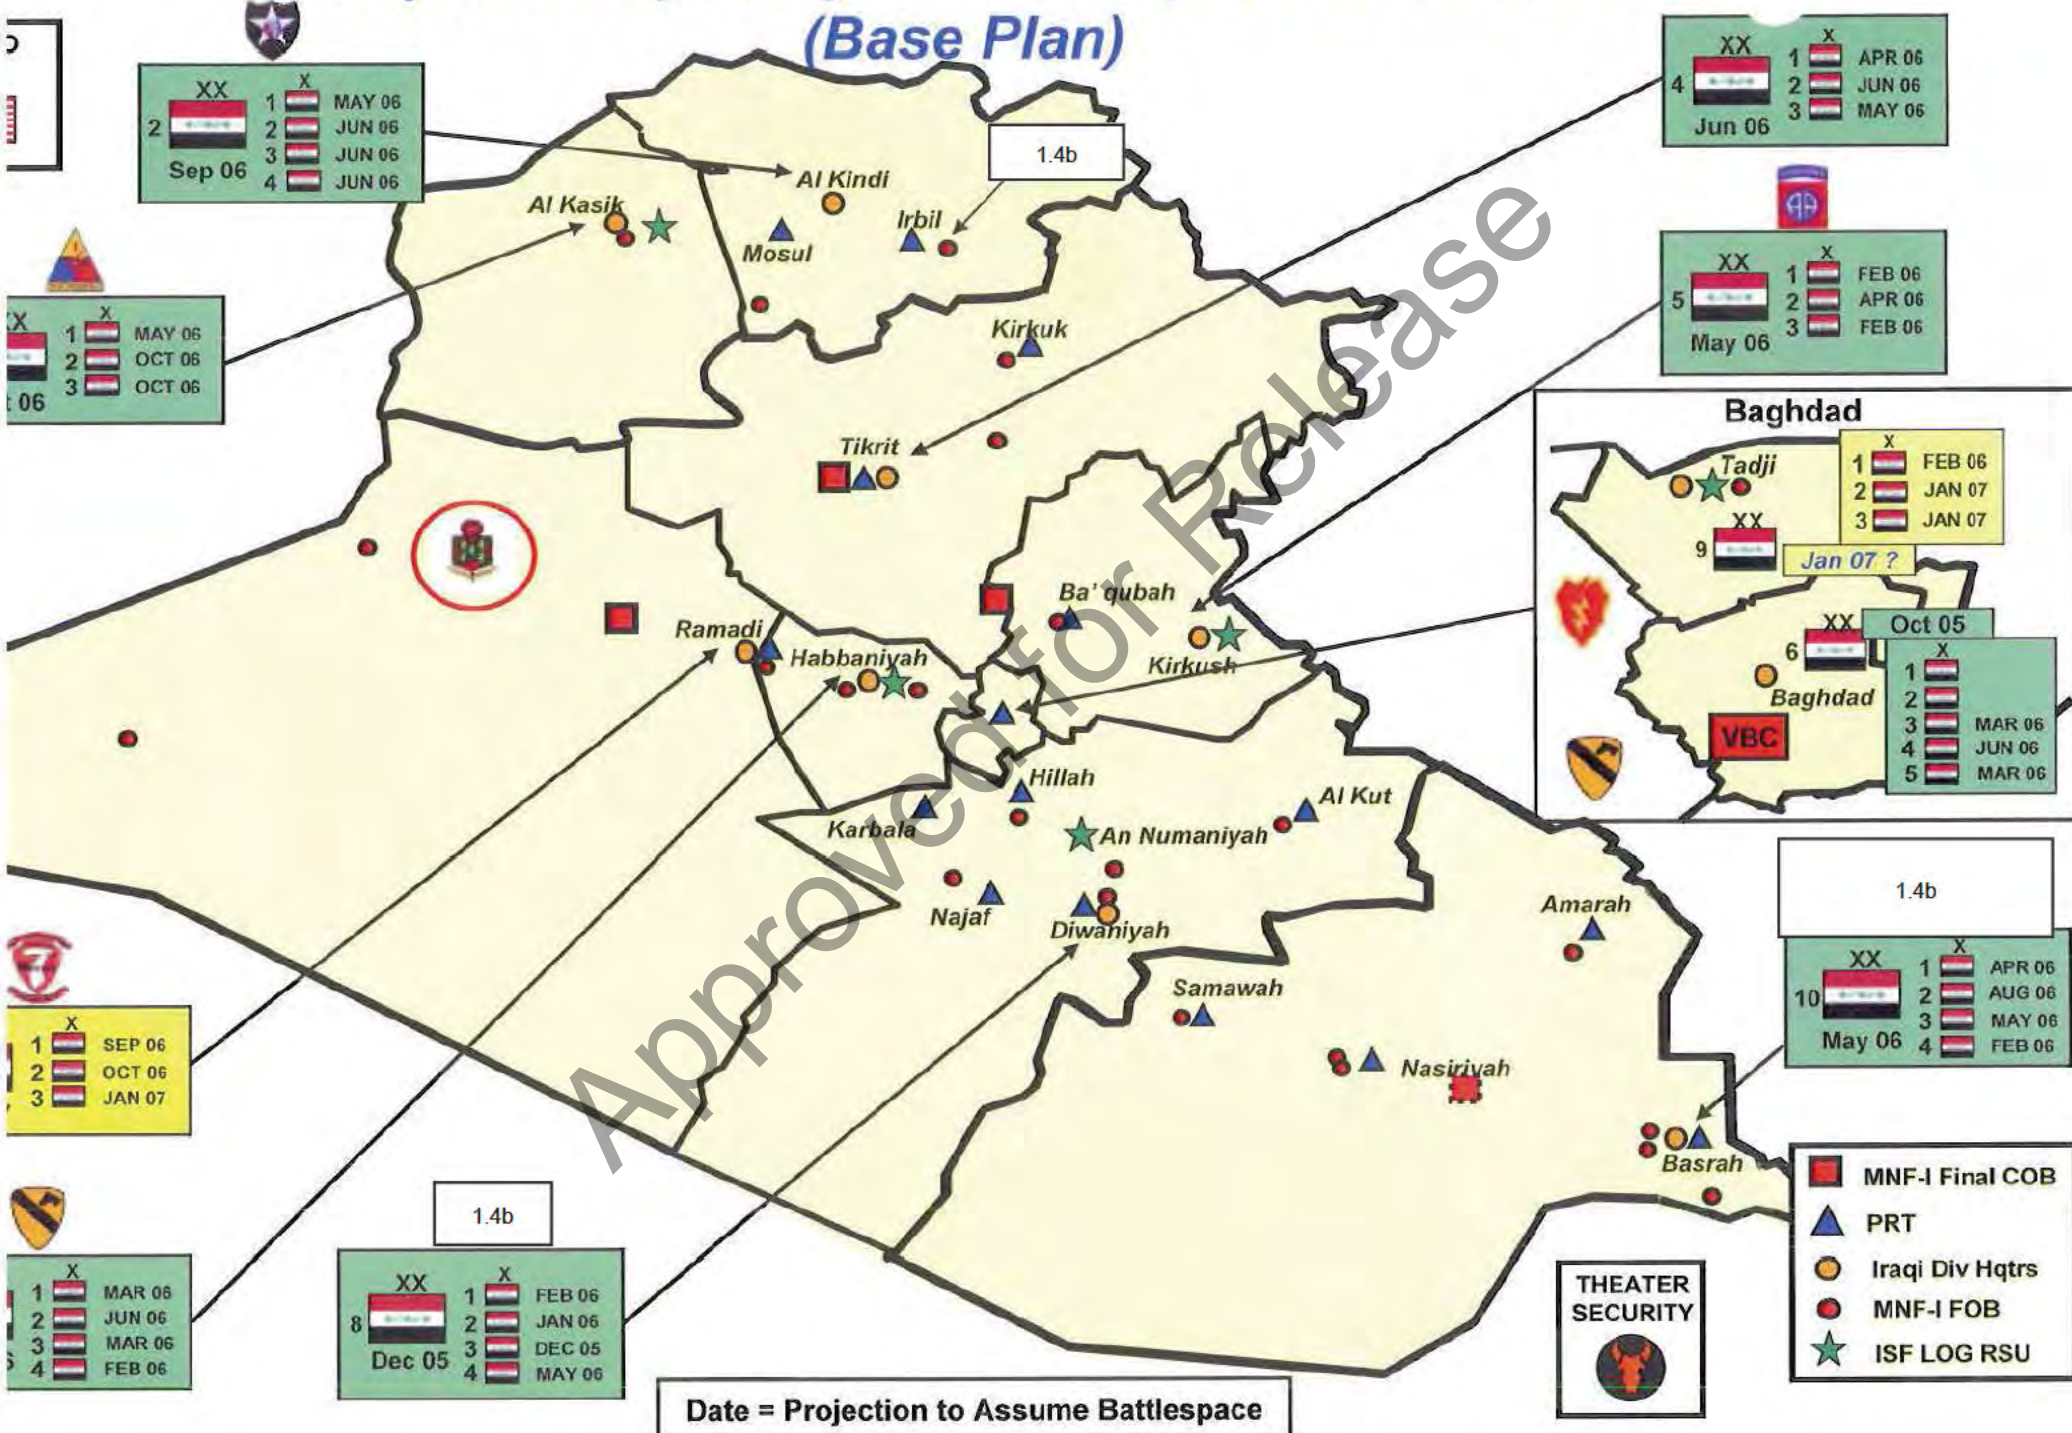 (Base Plan)
XX
X
2
1 MAY 06
2 JUN 06
3 JUN 06
4 JUN 06
Sep 06
1.4b
XX
X
4
1 APR 06
2 JUN 06
3 MAY 06
Jun 06
AA
XX
X
5
1 FEB 06
2 APR 06
3 FEB 06
May 06
X
1 MAY 06
2 OCT 06
3 OCT 06
06
Al Kasik
Al Kindi
Mosul
Irbil
Kirkuk
Tikrit
Ramadi
Habbaniyah
Ba' qubah
Kirkush
Hillah
Karbala
An Numaniyah
Al Kut
Najaf
Diwaniyah
Amarah
Samawah
Nasiriyah
Basrah
Baghdad
Tadji
X
1 FEB 06
2 JAN 07
3 JAN 07
XX
9
Jan 07 ?
XX
6
Oct 05
X
1
2
3 MAR 06
4 JUN 06
5 MAR 06
Baghdad
VBC
1.4b
XX
X
10
1 APR 06
2 AUG 06
3 MAY 06
4 FEB 06
May 06
X
1 SEP 06
2 OCT 06
3 JAN 07
X
1 MAR 06
2 JUN 06
3 MAR 06
4 FEB 06
1.4b
XX
X
8
1 FEB 06
2 JAN 06
3 DEC 05
4 MAY 06
Dec 05
THEATER
SECURITY
MNF-I Final COB
PRT
Iraqi Div Hqtrs
MNF-I FOB
ISF LOG RSU
Date = Projection to Assume Battlespace
Approved for Release